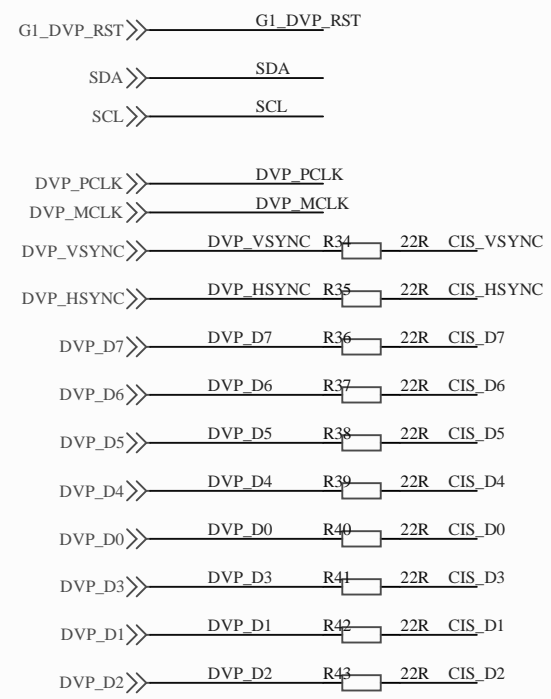 G1_DVP_RST G1_DVP_RST
SDA SDA
SCL SCL
DVP_PCLK DVP_PCLK
DVP_MCLK DVP_MCLK
DVP_VSYNC DVP_VSYNC R34 22R CIS_VSYNC
DVP_HSYNC DVP_HSYNC R35 22R CIS_HSYNC
DVP_D7 DVP_D7 R36 22R CIS_D7
DVP_D6 DVP_D6 R37 22R CIS_D6
DVP_D5 DVP_D5 R38 22R CIS_D5
DVP_D4 DVP_D4 R39 22R CIS_D4
DVP_D0 DVP_D0 R40 22R CIS_D0
DVP_D3 DVP_D3 R41 22R CIS_D3
DVP_D1 DVP_D1 R42 22R CIS_D1
DVP_D2 DVP_D2 R43 22R CIS_D2